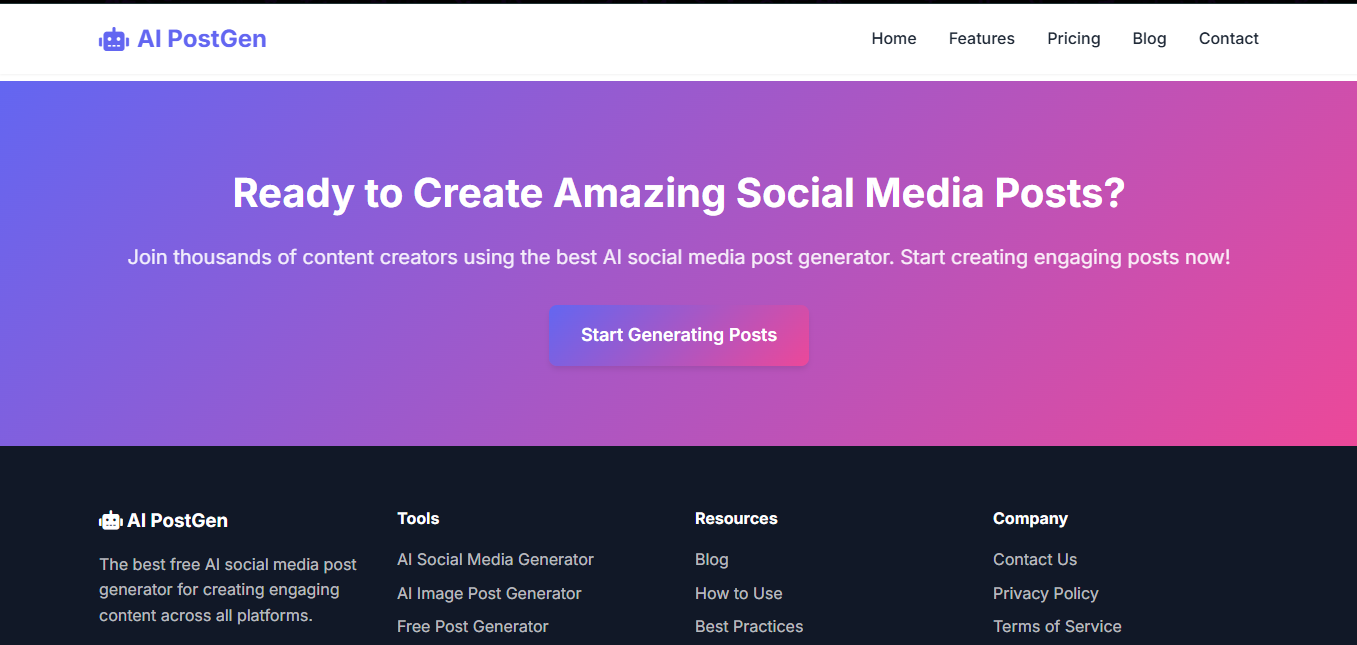 AI PostGen
Home Features Pricing Blog Contact
Ready to Create Amazing Social Media Posts?
Join thousands of content creators using the best AI social media post generator. Start creating engaging posts now!
Start Generating Posts
AI PostGen
The best free AI social media post
generator for creating engaging
content across all platforms.
Tools
AI Social Media Generator
AI Image Post Generator
Free Post Generator
Resources
Blog
How to Use
Best Practices
Company
Contact Us
Privacy Policy
Terms of Service